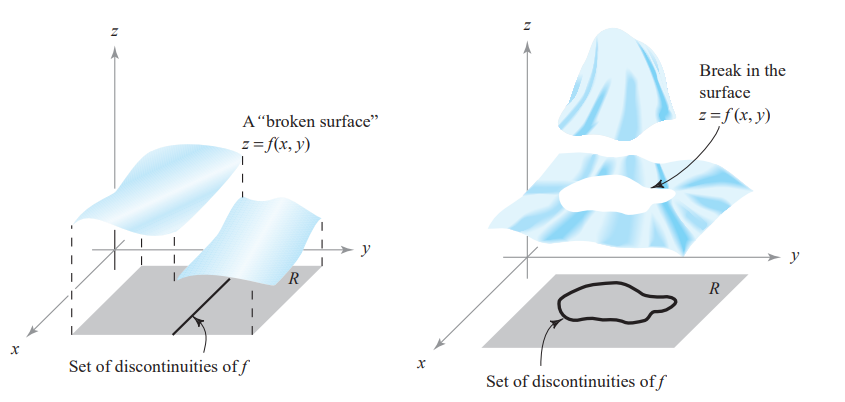 z
A “broken surface”
z = f(x, y)
y
R
x
Set of discontinuities of f
z
Break in the
surface
z = f (x, y)
y
R
x
Set of discontinuities of f